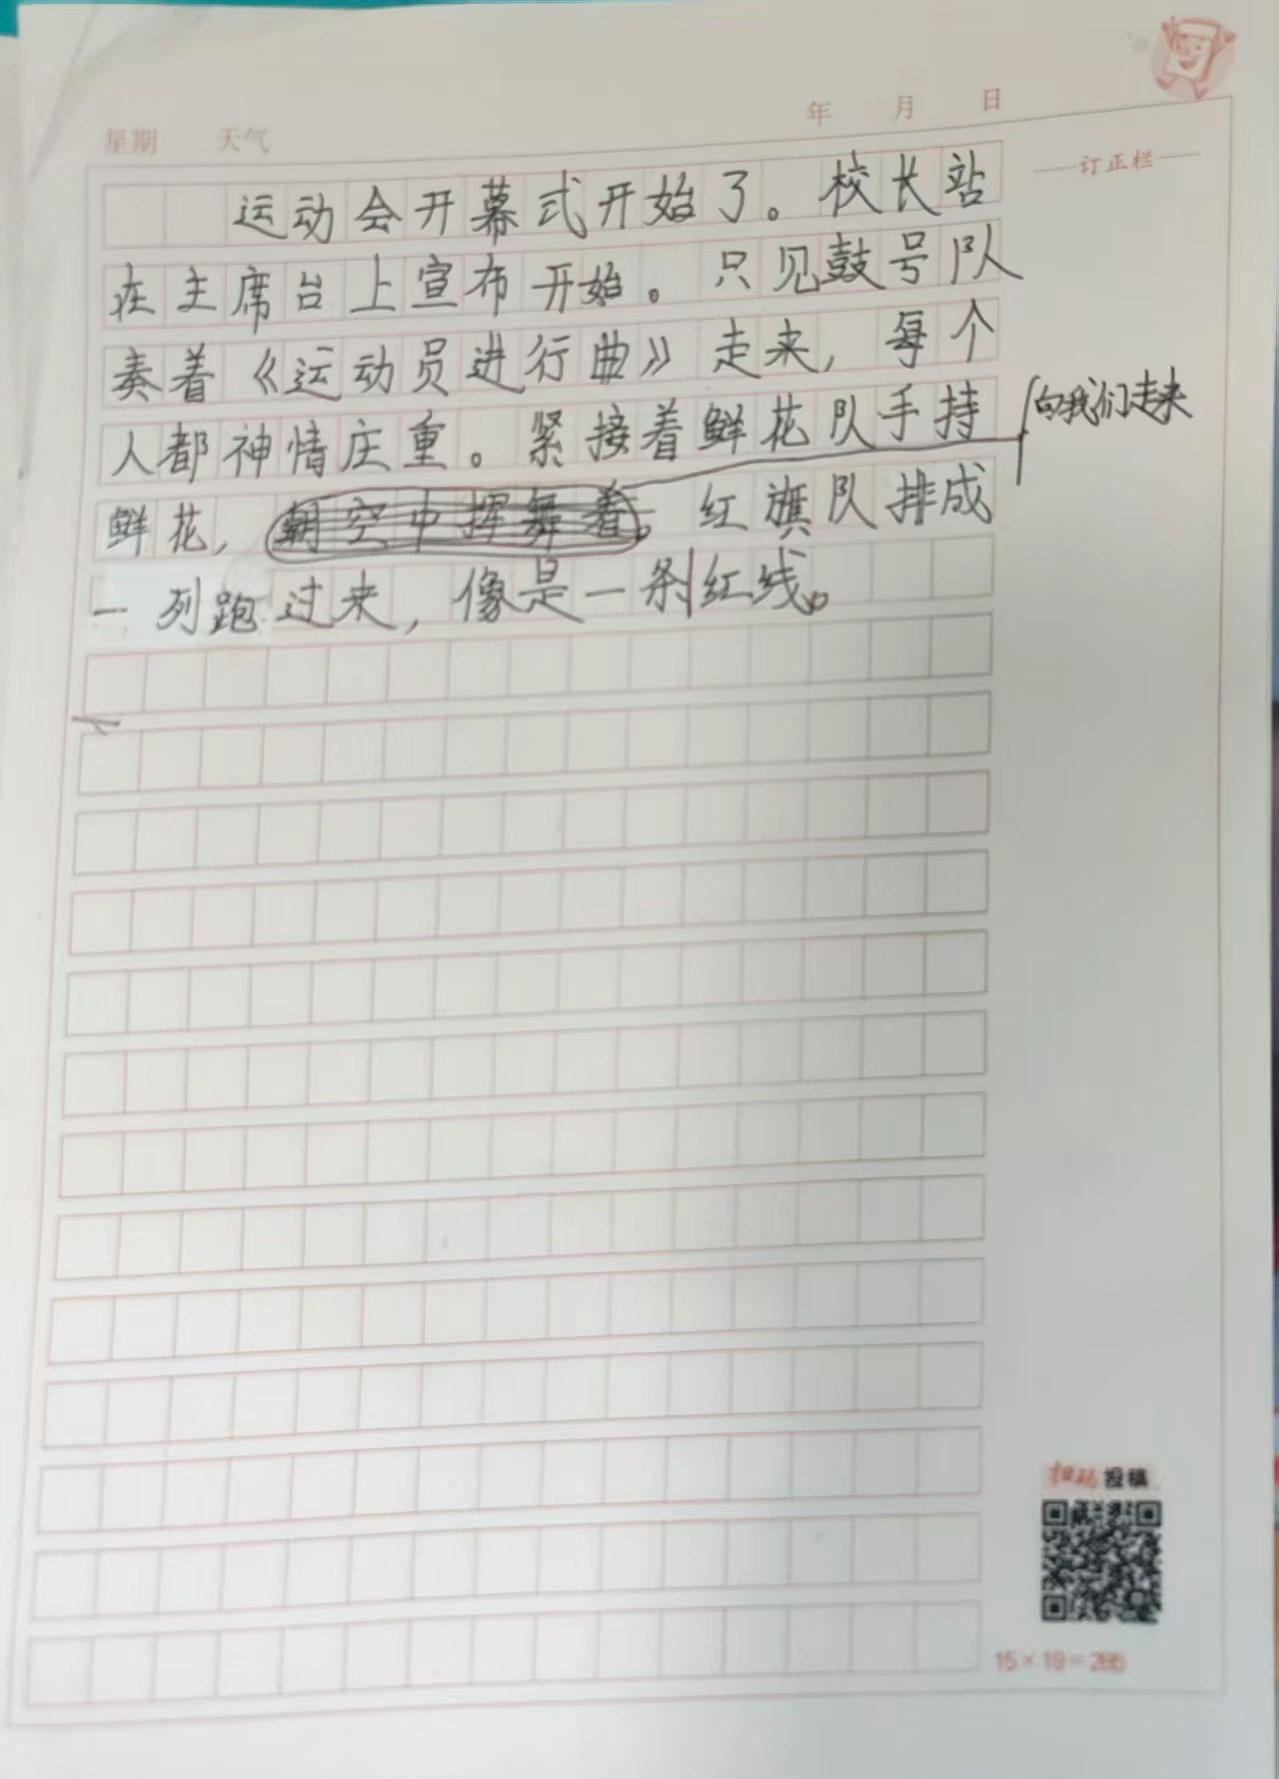 星期 天气 年 月 日
订正栏
运动会开幕式开始了。校长站
在主席台上宣布开始。只见鼓号队
奏着《运动员进行曲》走来，每个
人都神情庄重。紧接着鲜花队手持
向我们走来
鲜花，朝空中挥舞着。红旗队排成
一列跑过来，像是一条红线。
扫码投稿
15×19=285